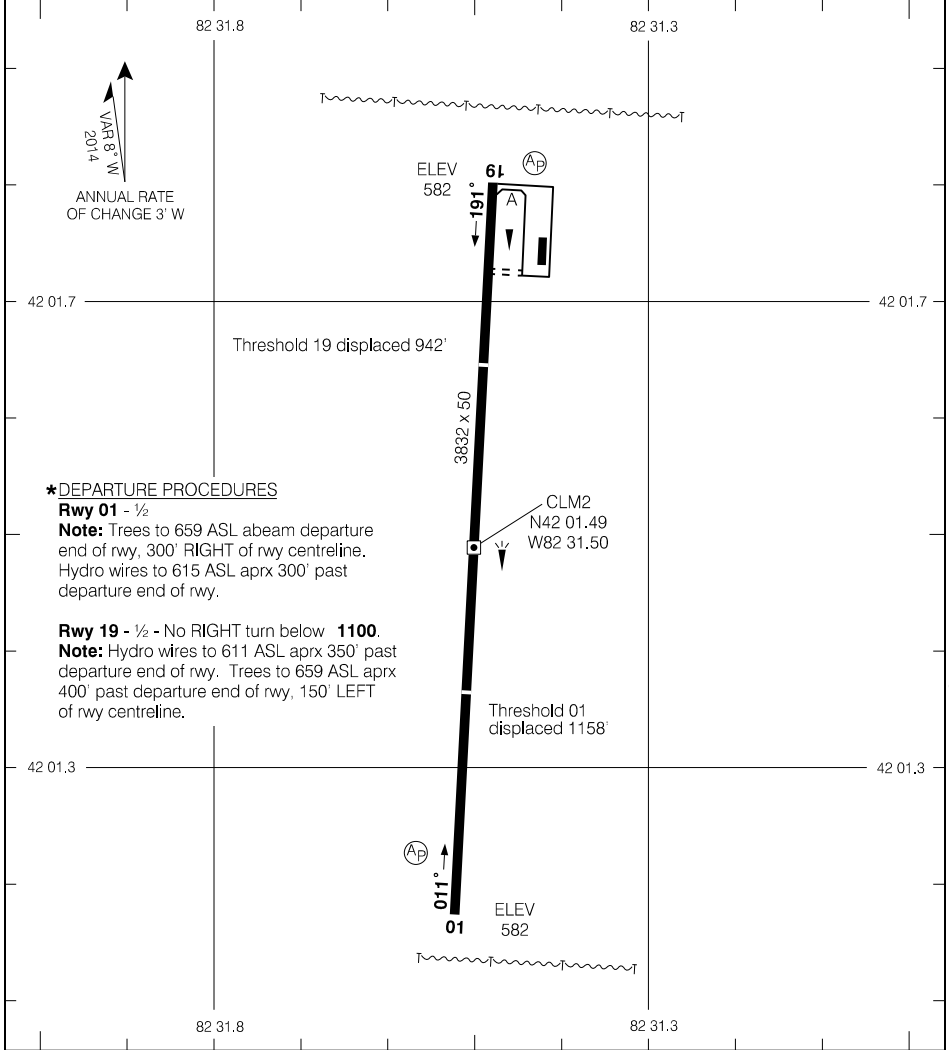 82 31.8
82 31.3
VAR 8° W
2014
ANNUAL RATE
OF CHANGE 3' W
ELEV
582
19
AP
191°
A
42 01.7
42 01.7
Threshold 19 displaced 942'
3832 x 50
*DEPARTURE PROCEDURES
Rwy 01 - ½
Note: Trees to 659 ASL abeam departure
end of rwy, 300' RIGHT of rwy centreline.
Hydro wires to 615 ASL aprx 300' past
departure end of rwy.
Rwy 19 - ½ - No RIGHT turn below 1100.
Note: Hydro wires to 611 ASL aprx 350' past
departure end of rwy. Trees to 659 ASL aprx
400' past departure end of rwy, 150' LEFT
of rwy centreline.
CLM2
N42 01.49
W82 31.50
Threshold 01
displaced 1158'
42 01.3
42 01.3
AP
011°
01
ELEV
582
82 31.8
82 31.3